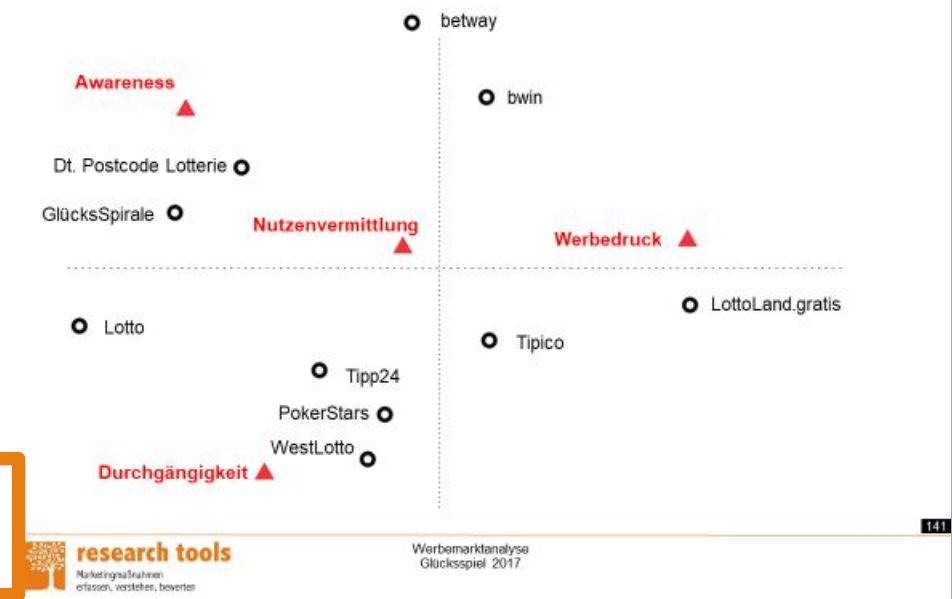 betway
Awareness
bwin
Dt. Postcode Lotterie
GlücksSpirale
Nutzenvermittlung
Werbedruck
LottoLand.gratis
Lotto
Tipico
Tipp24
PokerStars
WestLotto
Durchgängigkeit
141
research tools
Marketingmaßnahmen
erfassen, verstehen, bewerten
Werbemarktanalyse
Glücksspiel 2017